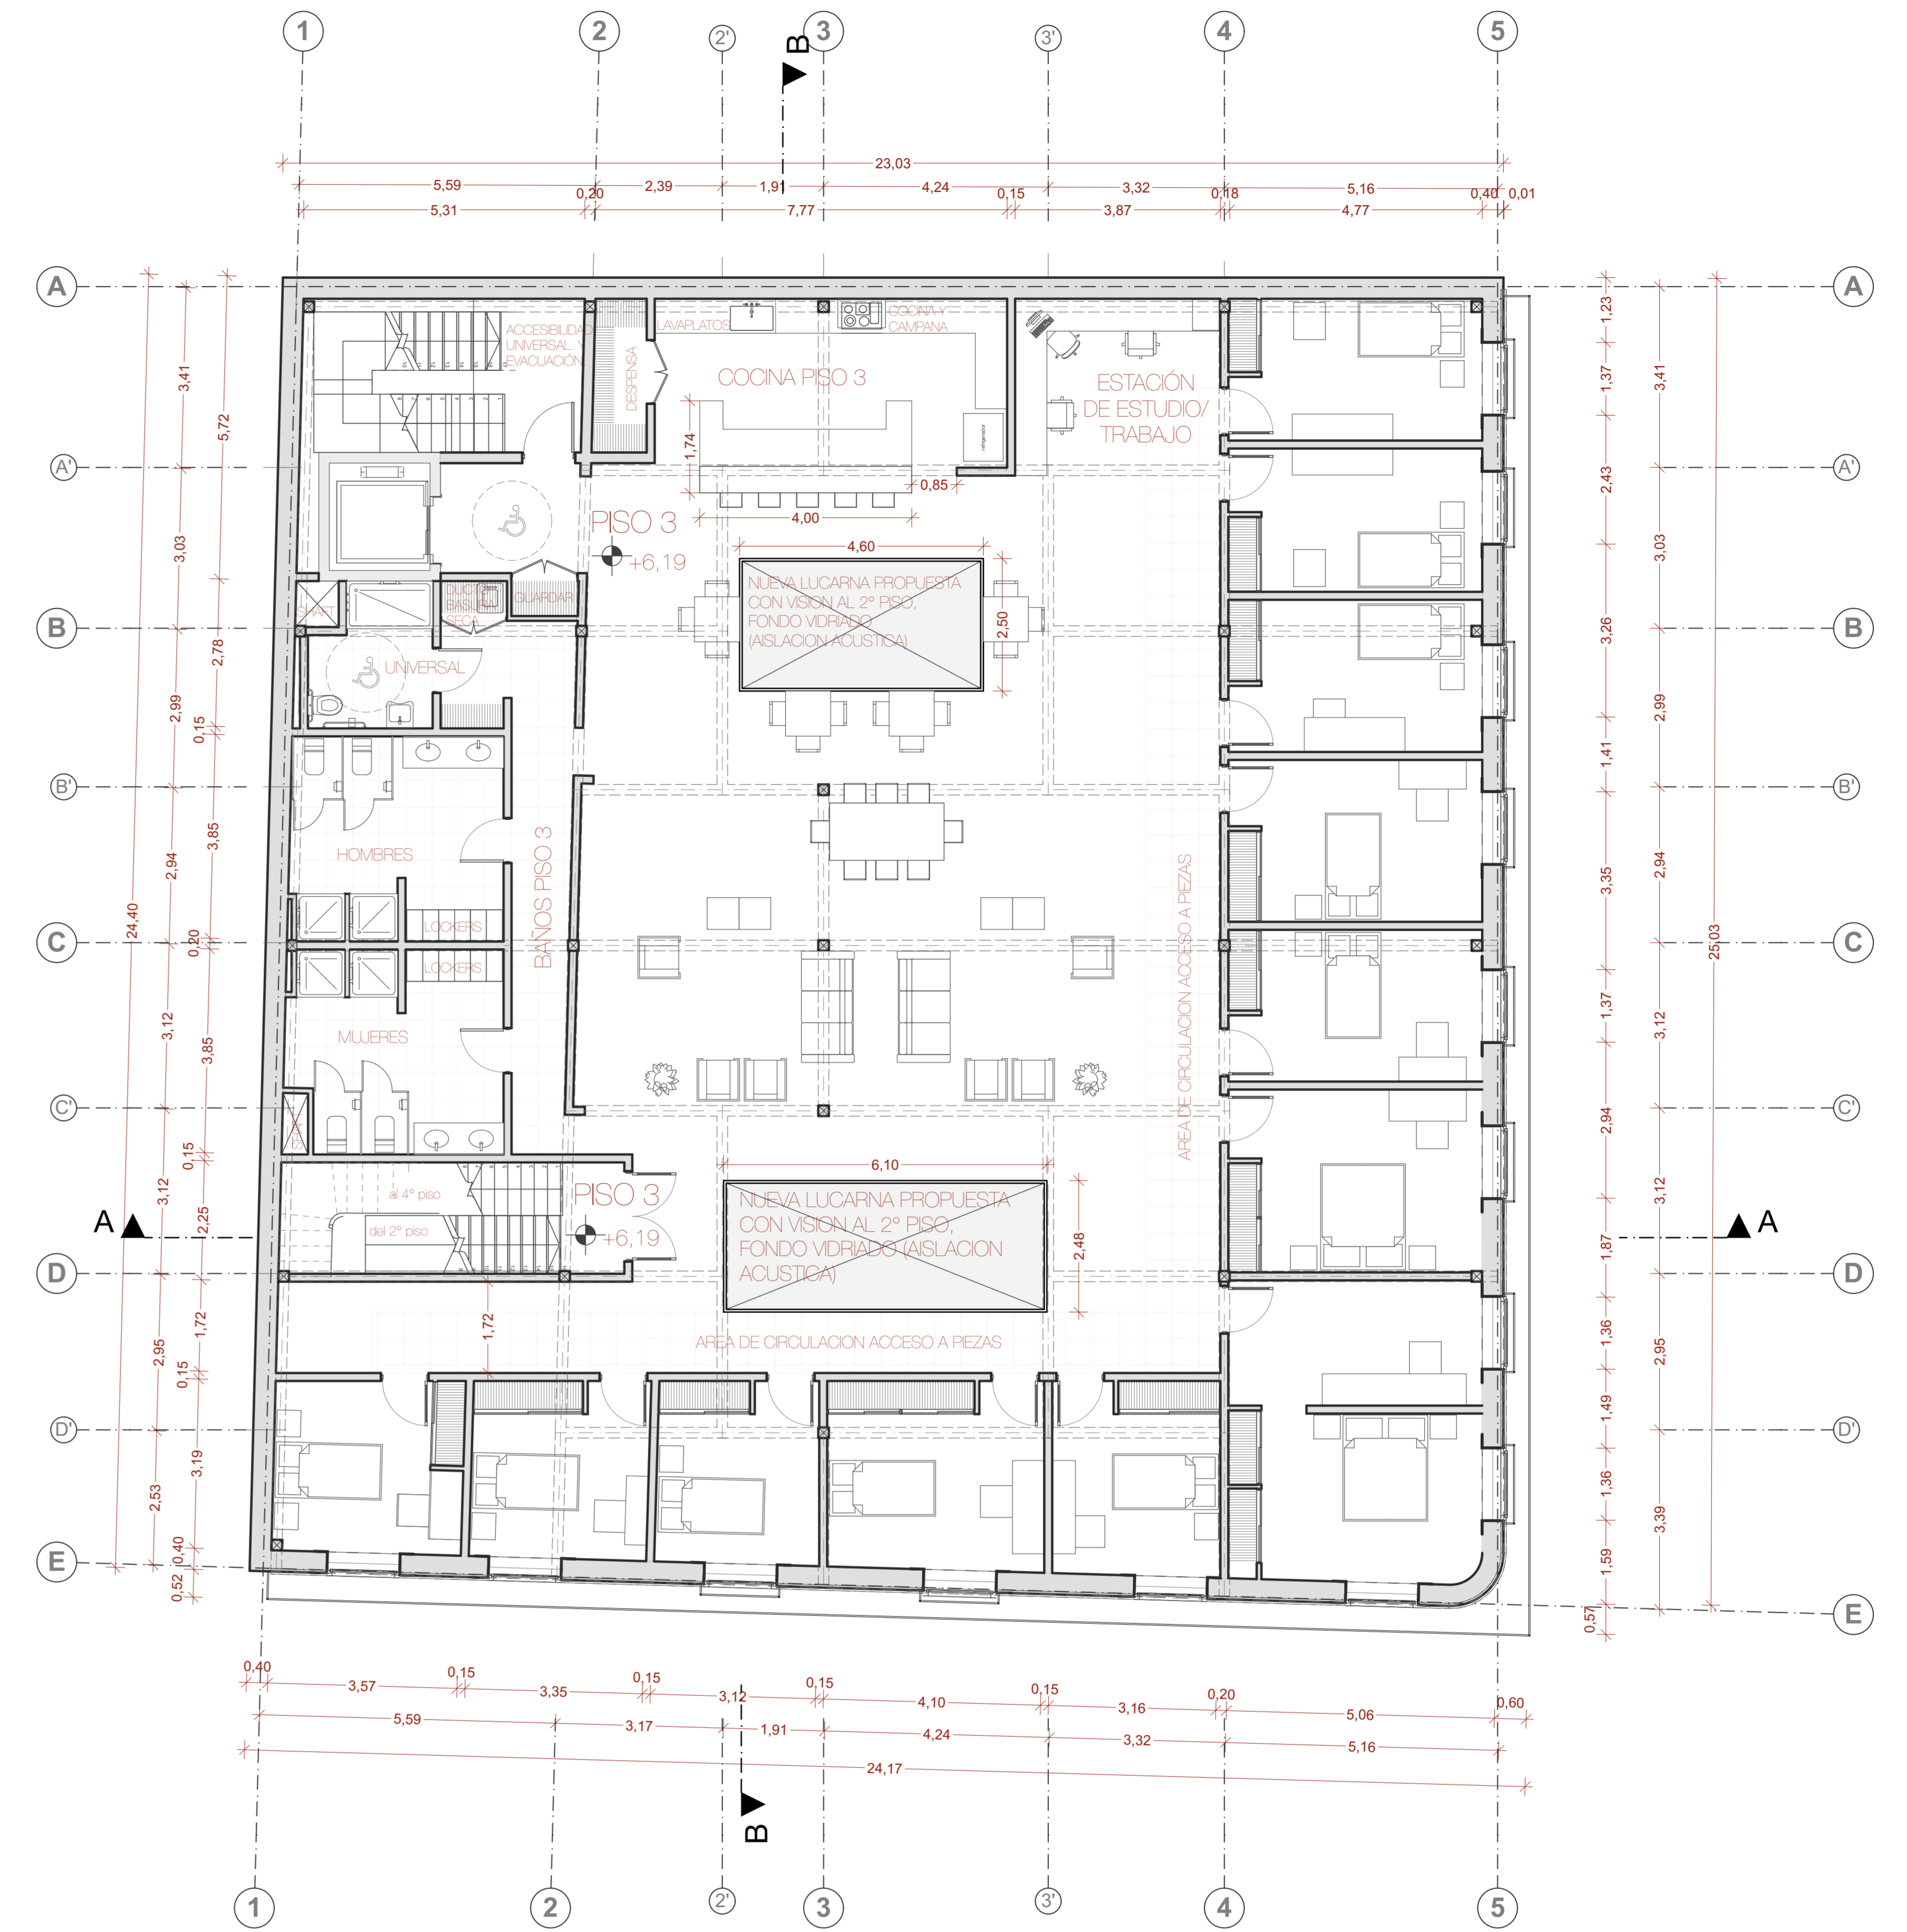 1
2
2'
3
3'
4
5
B
23,03
5,59
2,39
1,91
4,24
3,32
5,16
0,20
0,15
0,18
0,40
0,01
5,31
7,77
3,87
4,77
A
A
A'
A'
B
B
B'
B'
C
C
C'
C'
D
D
D'
D'
E
E
A
A
24,40
3,41
3,03
2,99
2,94
3,12
3,12
2,95
2,53
5,72
2,78
0,15
3,85
0,20
3,85
0,15
2,25
1,72
0,15
3,19
0,40
0,52
ACCESIBILIDAD
UNIVERSAL Y
EVACUACIÓN
DESPENSA
LAVAPLATOS
COCINA Y
CAMPANA
COCINA PISO 3
refrigerador
1,74
0,85
4,00
ESTACIÓN
DE ESTUDIO/
TRABAJO
PISO 3
+6,19
4,60
2,50
NUEVA LUCARNA PROPUESTA
CON VISION AL 2° PISO,
FONDO VIDRIADO
(AISLACION ACUSTICA)
SHAFT
DUCTO
BASURA
SECA
GUARDAR
UNIVERSAL
HOMBRES
LOCKERS
LOCKERS
MUJERES
SHAFT
BAÑOS PISO 3
AREA DE CIRCULACION ACCESO A PIEZAS
al 4° piso
del 2° piso
PISO 3
+6,19
6,10
2,48
NUEVA LUCARNA PROPUESTA
CON VISION AL 2° PISO,
FONDO VIDRIADO (AISLACION
ACUSTICA)
1,72
AREA DE CIRCULACION ACCESO A PIEZAS
1,23
1,37
2,43
3,26
1,41
3,35
1,37
2,94
1,87
1,36
1,49
1,36
1,59
0,57
3,41
3,03
2,99
2,94
3,12
3,12
2,95
3,39
25,03
0,40
3,57
0,15
3,35
0,15
3,12
0,15
4,10
0,15
3,16
0,20
5,06
0,60
5,59
3,17
1,91
4,24
3,32
5,16
24,17
B
1
2
2'
3
3'
4
5